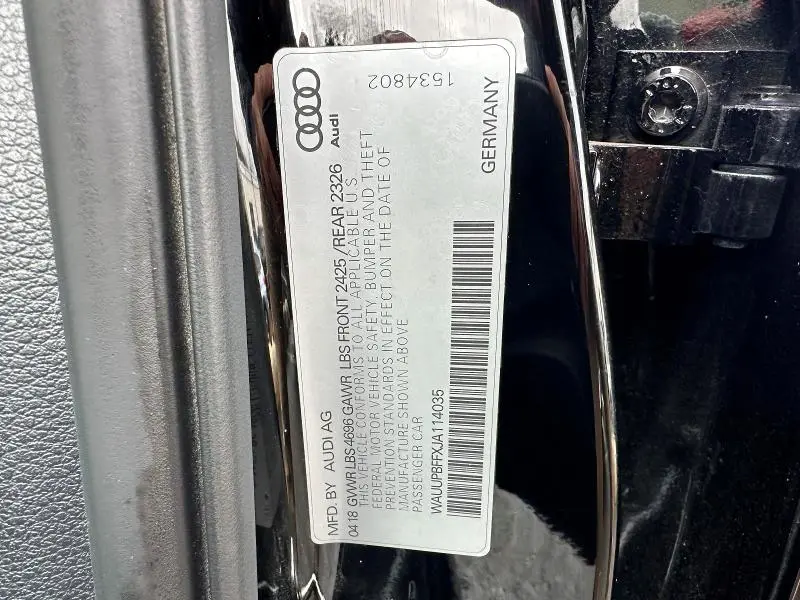 Audi
1534802
MFD. BY AUDI AG
0418 GVWR LBS 4696 GAWR LBS FRONT 2425 / REAR 2326
THIS VEHICLE CONFORMS TO ALL APPLICABLE U.S.
FEDERAL MOTOR VEHICLE SAFETY, BUMPER AND THEFT
PREVENTION STANDARDS IN EFFECT ON THE DATE OF
MANUFACTURE SHOWN ABOVE
PASSENGER CAR
WAUUPBFFXJA114035
GERMANY